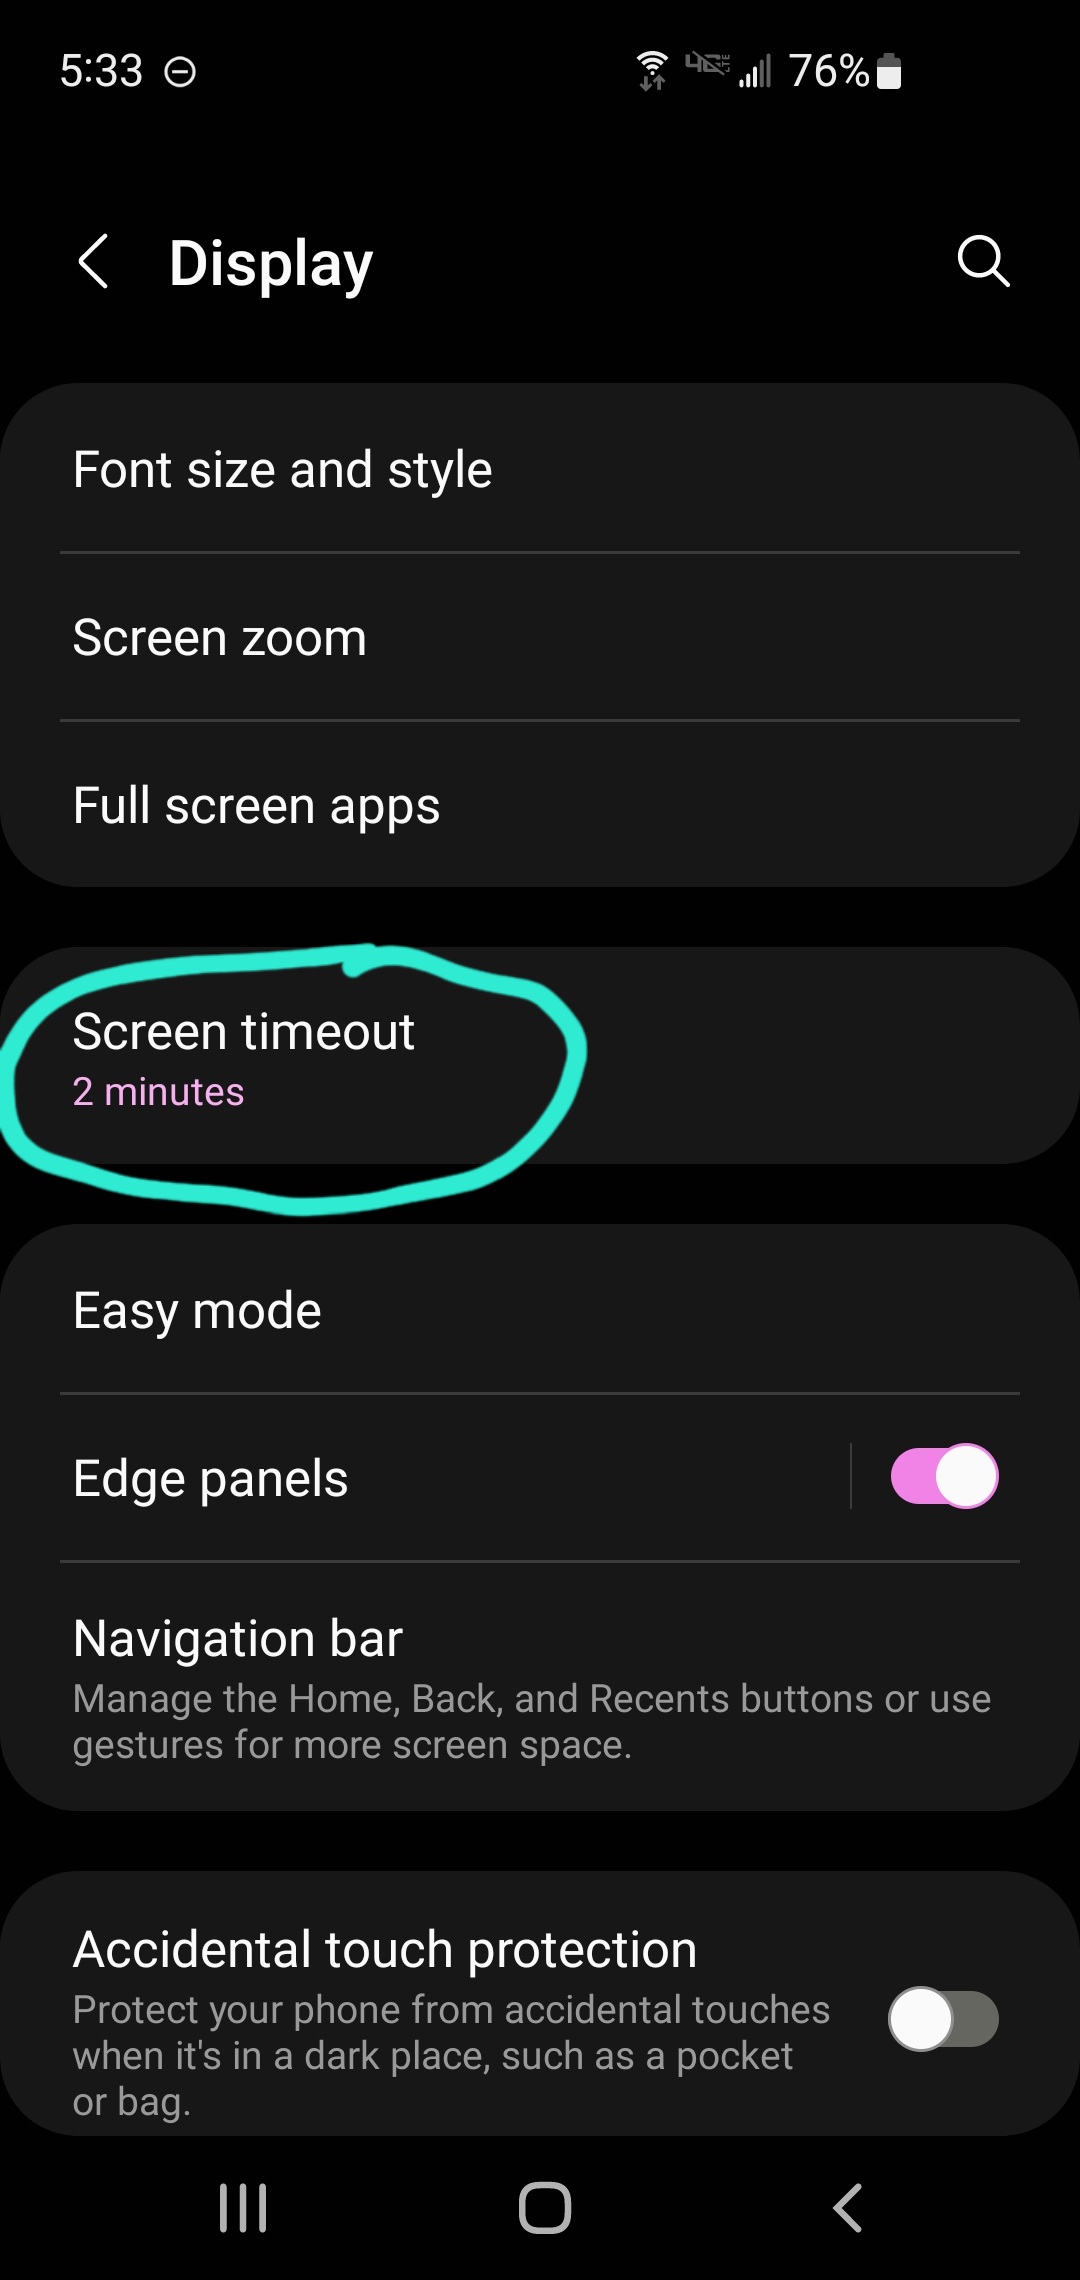 5:33 4G LTE 76%
Display
Font size and style
Screen zoom
Full screen apps
Screen timeout
2 minutes
Easy mode
Edge panels
Navigation bar
Manage the Home, Back, and Recents buttons or use
gestures for more screen space.
Accidental touch protection
Protect your phone from accidental touches
when it's in a dark place, such as a pocket
or bag.